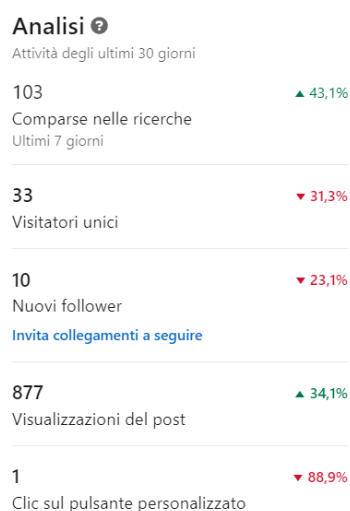 Analisi ?
Attività degli ultimi 30 giorni
103 ▲ 43,1%
Comparse nelle ricerche
Ultimi 7 giorni
33 ▼ 31,3%
Visitatori unici
10 ▼ 23,1%
Nuovi follower
Invita collegamenti a seguire
877 ▲ 34,1%
Visualizzazioni del post
1 ▼ 88,9%
Clic sul pulsante personalizzato